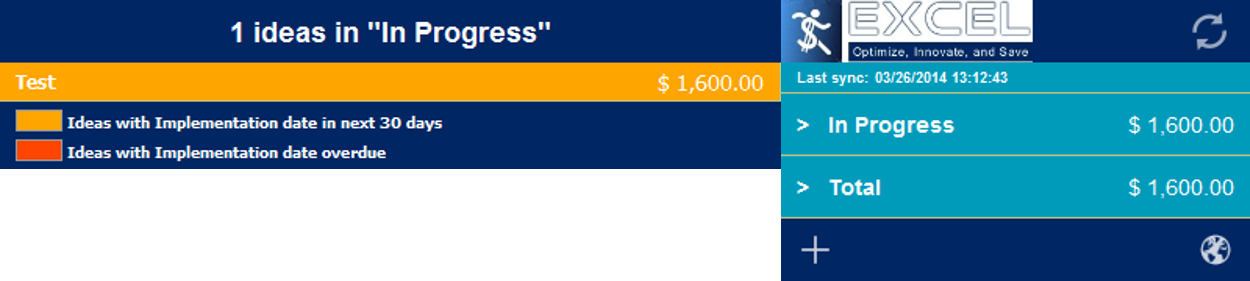 1 ideas in "In Progress"
Test $ 1,600.00
Ideas with Implementation date in next 30 days
Ideas with Implementation date overdue
EXCEL
Optimize, Innovate, and Save
Last sync: 03/26/2014 13:12:43
> In Progress $ 1,600.00
> Total $ 1,600.00